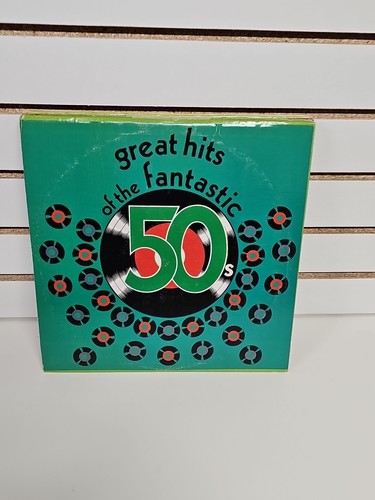 great hits
of the fantastic
50s